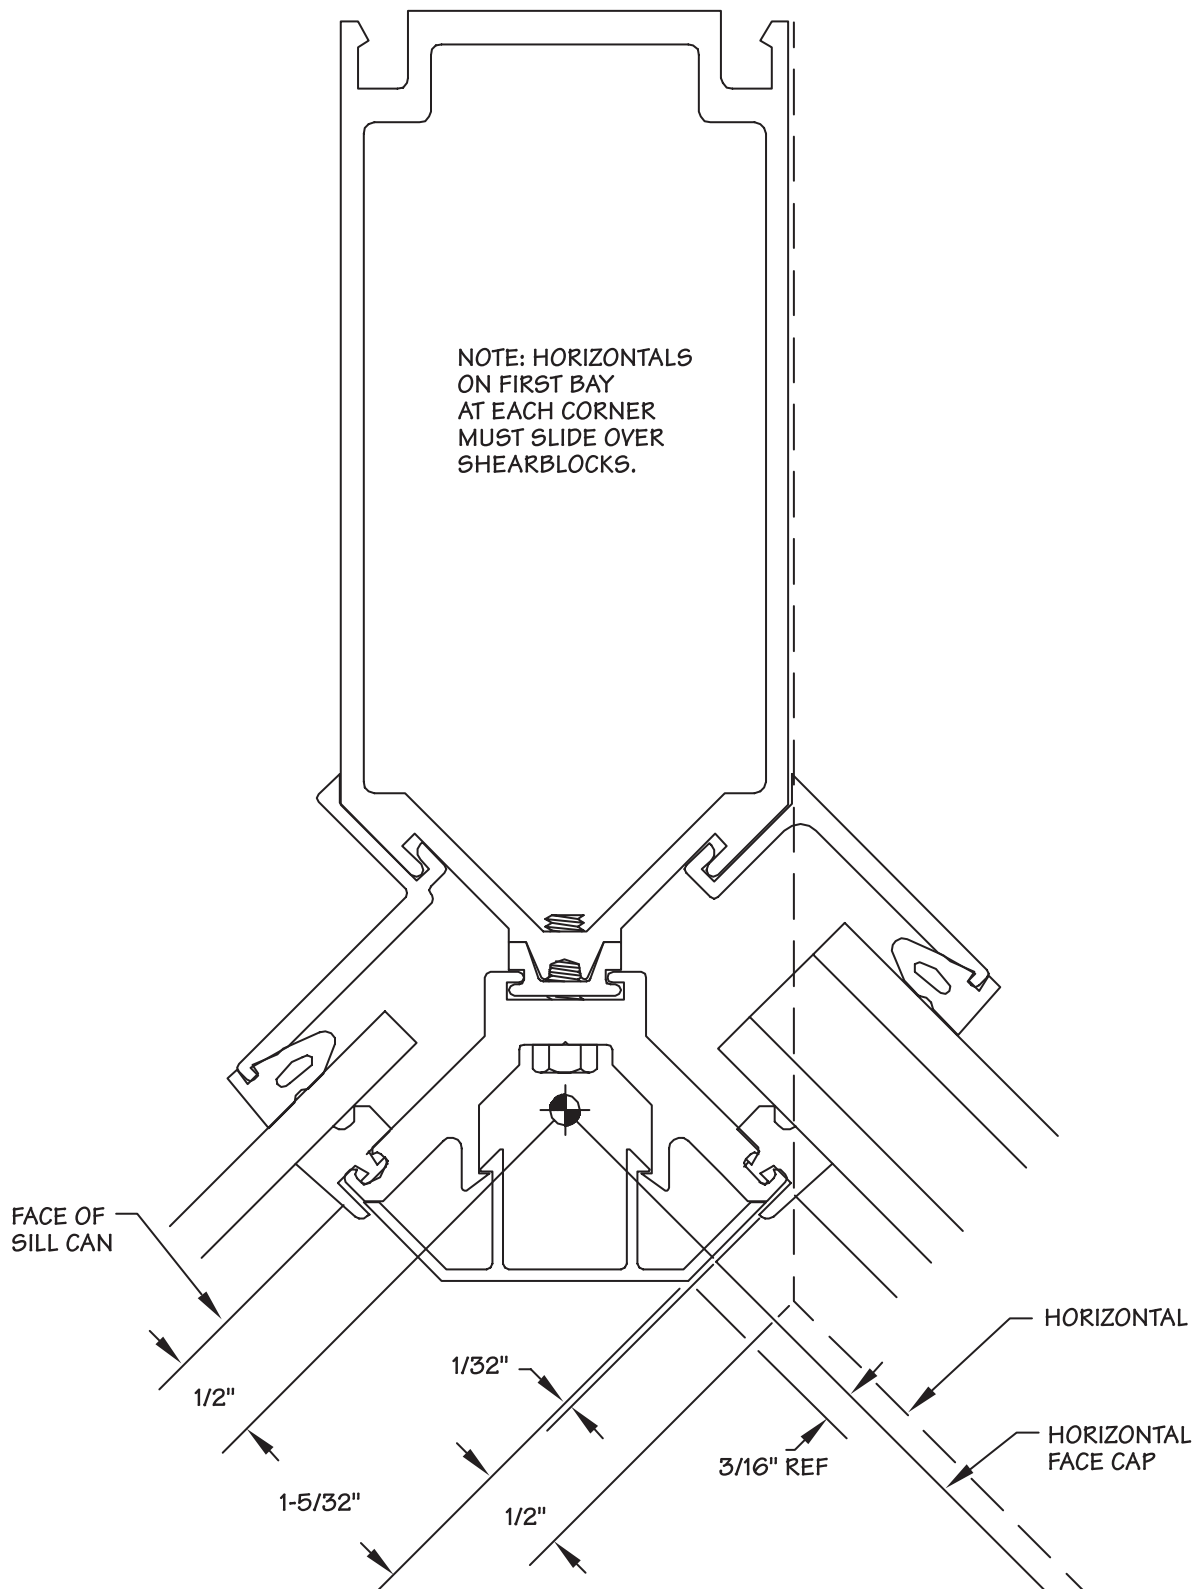 NOTE: HORIZONTALS
ON FIRST BAY
AT EACH CORNER
MUST SLIDE OVER
SHEARBLOCKS.
FACE OF
SILL CAN
1/2"
1-5/32"
1/32"
1/2"
3/16" REF
HORIZONTAL
HORIZONTAL
FACE CAP